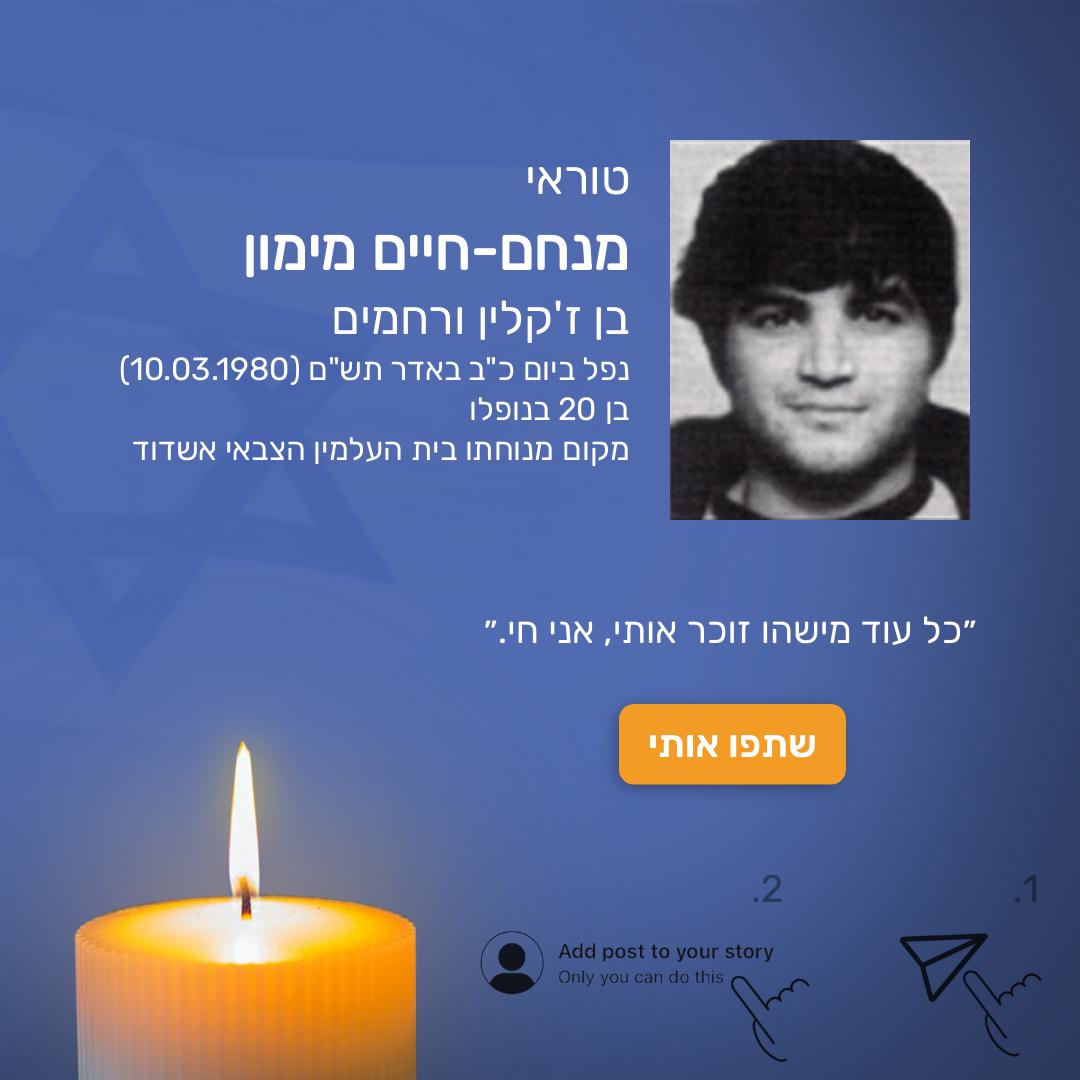 טוראי
מנחם-חיים מימון
בן ז'קלין ורחמים
נפל ביום כ"ב באדר תש"ם (10.03.1980)
בן 20 בנופלו
מקום מנוחתו בית העלמין הצבאי אשדוד
״כל עוד מישהו זוכר אותי, אני חי.״
שתפו אותי
1.
2.
Add post to your story
Only you can do this